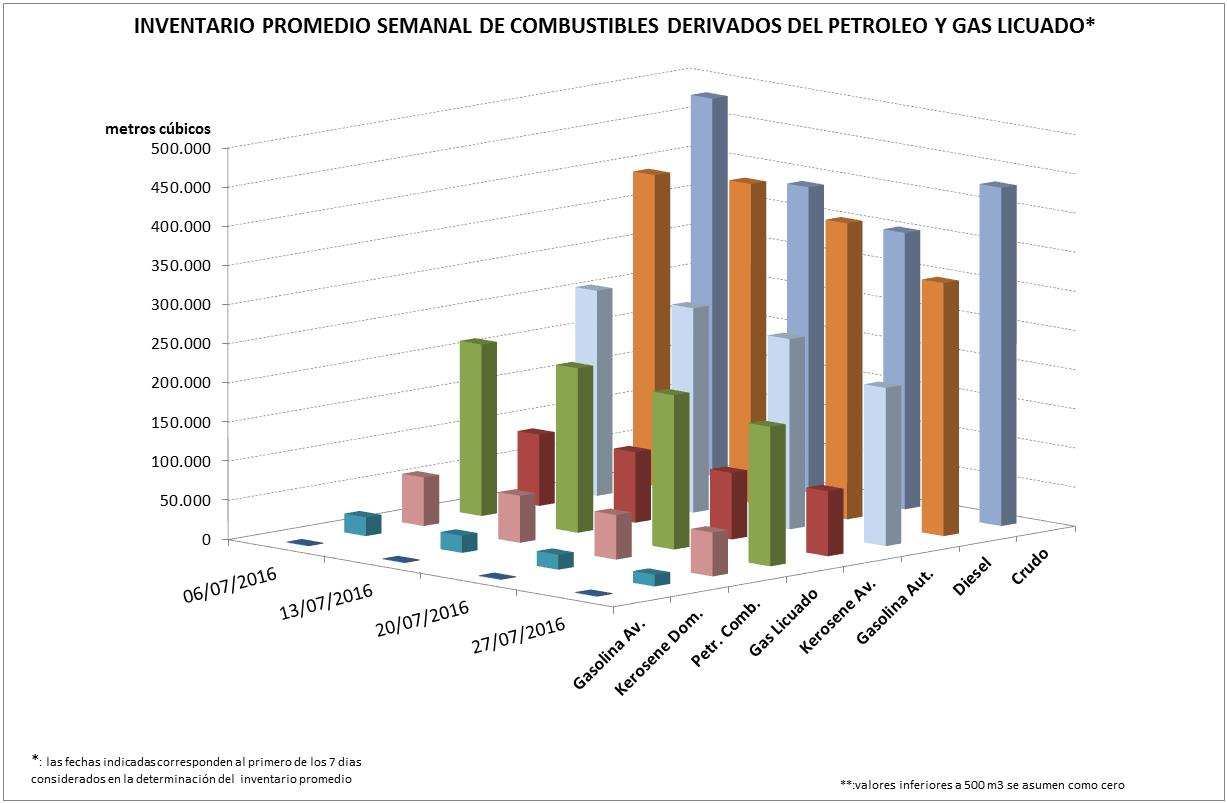 INVENTARIO PROMEDIO SEMANAL DE COMBUSTIBLES DERIVADOS DEL PETROLEO Y GAS LICUADO*
metros cúbicos
500.000
450.000
400.000
350.000
300.000
250.000
200.000
150.000
100.000
50.000
0
06/07/2016
13/07/2016
20/07/2016
27/07/2016
Gasolina Av.
Kerosene Dom.
Petr. Comb.
Gas Licuado
Kerosene Av.
Gasolina Aut.
Diesel
Crudo
*: las fechas indicadas corresponden al primero de los 7 dias
considerados en la determinación del inventario promedio
**:valores inferiores a 500 m3 se asumen como cero